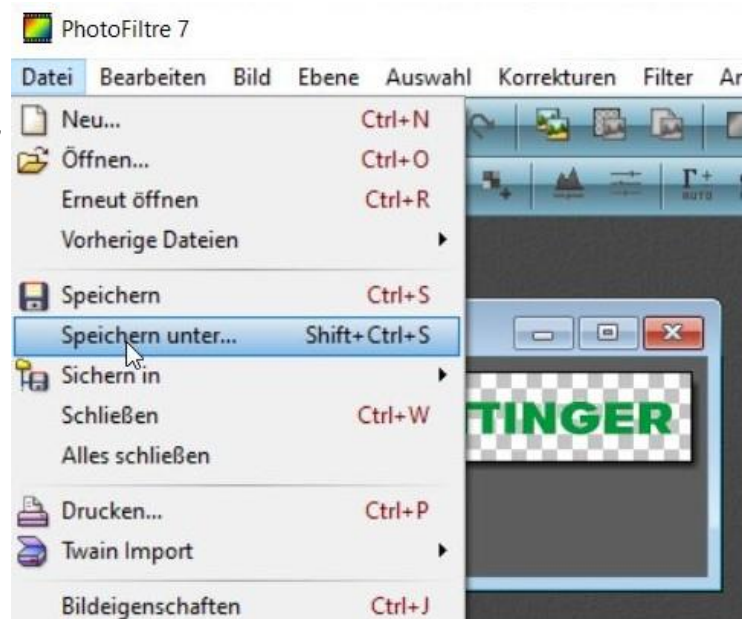 PhotoFiltre 7
Datei Bearbeiten Bild Ebene Auswahl Korrekturen Filter
Neu... Ctrl+N
Öffnen... Ctrl+O
Erneut öffnen Ctrl+R
Vorherige Dateien
Speichern Ctrl+S
Speichern unter... Shift+Ctrl+S
Sichern in
Schließen Ctrl+W
Alles schließen
TINGER
Drucken... Ctrl+P
Twain Import
Bildeigenschaften Ctrl+J